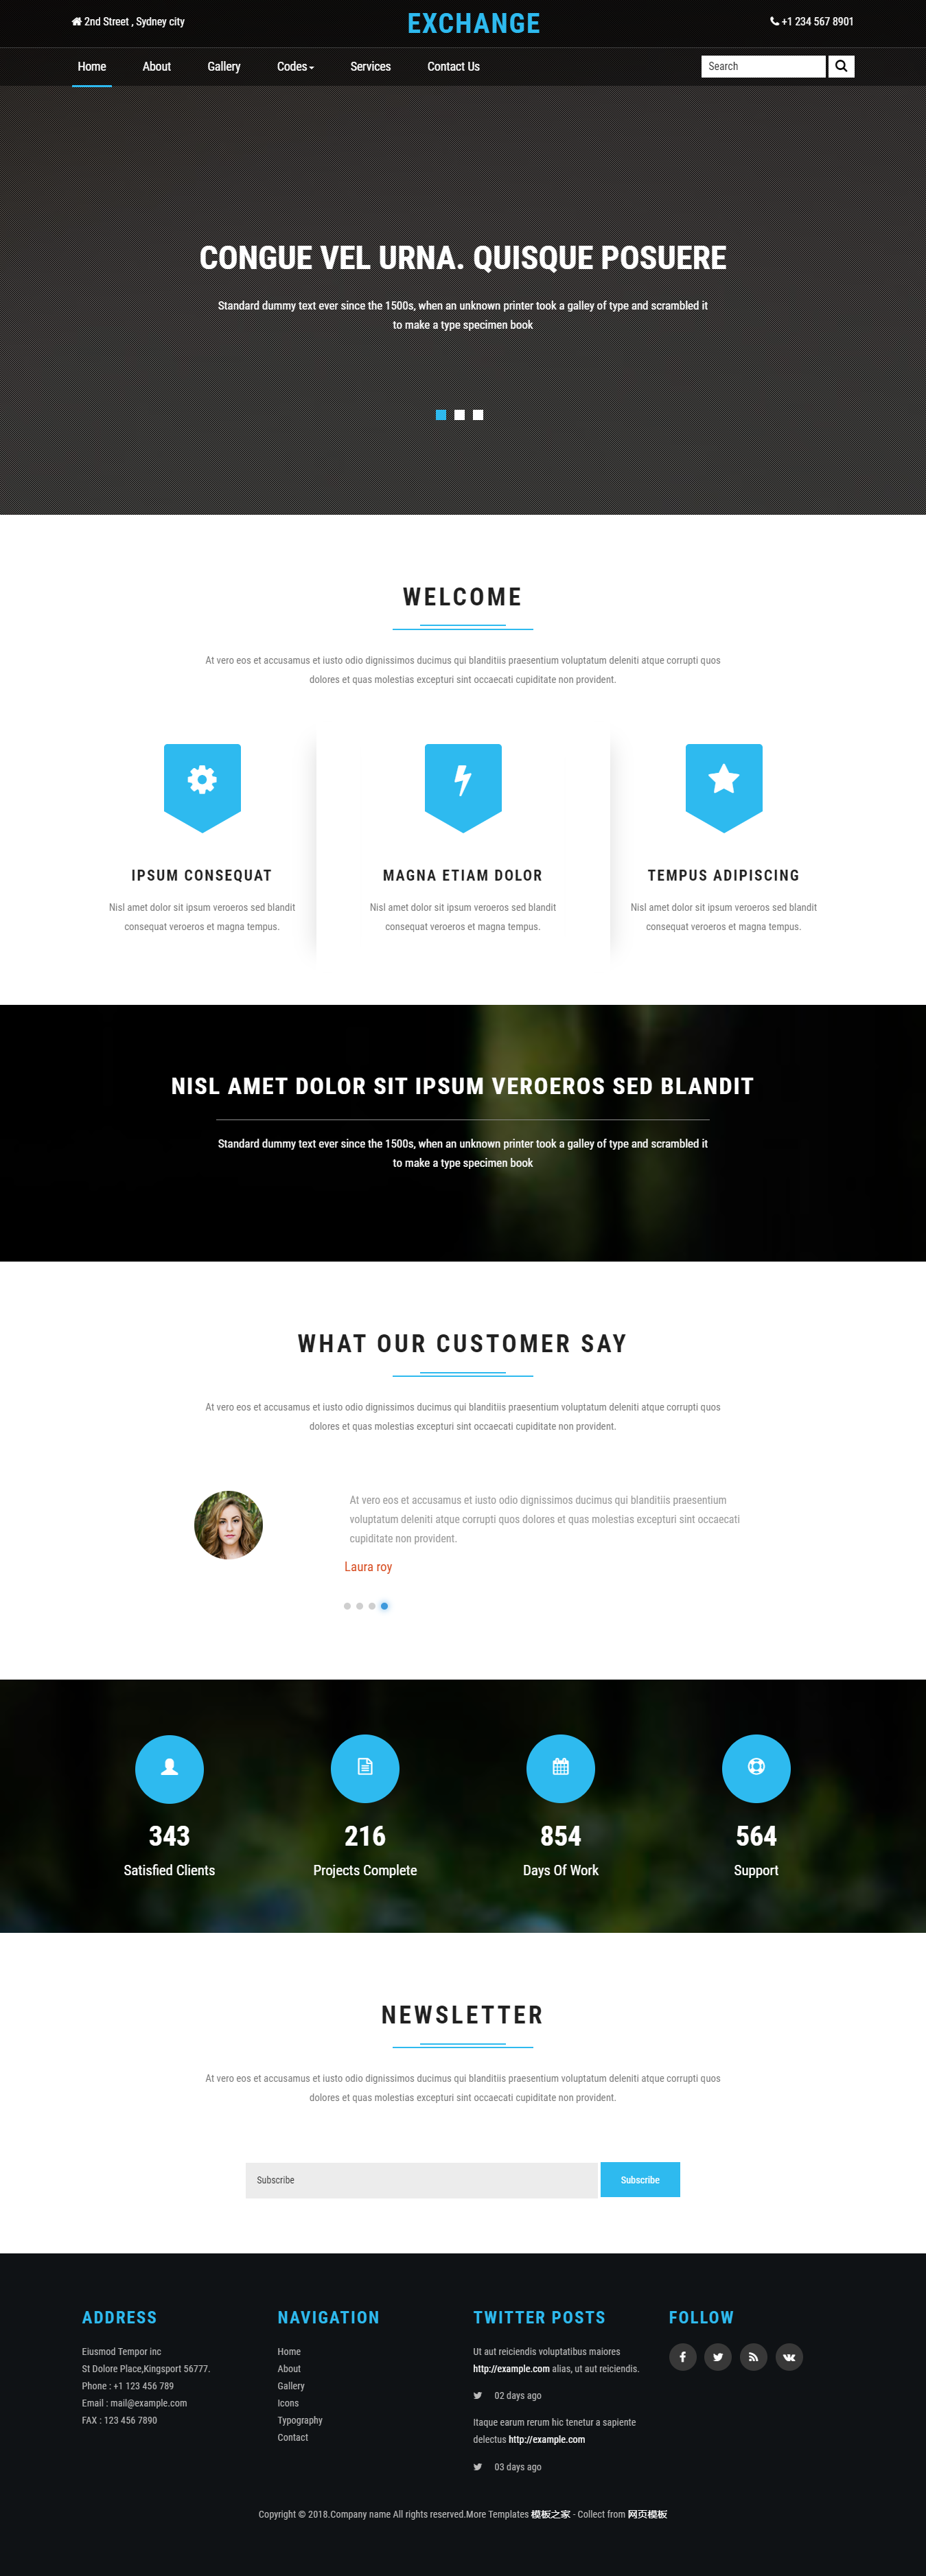 2nd Street , Sydney city
EXCHANGE
+1 234 567 8901
Home About Gallery Codes Services Contact Us
Search
CONGUE VEL URNA. QUISQUE POSUERE
Standard dummy text ever since the 1500s, when an unknown printer took a galley of type and scrambled it
to make a type specimen book
WELCOME
At vero eos et accusamus et iusto odio dignissimos ducimus qui blanditiis praesentium voluptatum deleniti atque corrupti quos
dolores et quas molestias excepturi sint occaecati cupiditate non provident.
IPSUM CONSEQUAT
Nisl amet dolor sit ipsum veroeros sed blandit
consequat veroeros et magna tempus.
MAGNA ETIAM DOLOR
Nisl amet dolor sit ipsum veroeros sed blandit
consequat veroeros et magna tempus.
TEMPUS ADIPISCING
Nisl amet dolor sit ipsum veroeros sed blandit
consequat veroeros et magna tempus.
NISL AMET DOLOR SIT IPSUM VEROEROS SED BLANDIT
Standard dummy text ever since the 1500s, when an unknown printer took a galley of type and scrambled it
to make a type specimen book
WHAT OUR CUSTOMER SAY
At vero eos et accusamus et iusto odio dignissimos ducimus qui blanditiis praesentium voluptatum deleniti atque corrupti quos
dolores et quas molestias excepturi sint occaecati cupiditate non provident.
At vero eos et accusamus et iusto odio dignissimos ducimus qui blanditiis praesentium
voluptatum deleniti atque corrupti quos dolores et quas molestias excepturi sint occaecati
cupiditate non provident.
Laura roy
343
Satisfied Clients
216
Projects Complete
854
Days Of Work
564
Support
NEWSLETTER
At vero eos et accusamus et iusto odio dignissimos ducimus qui blanditiis praesentium voluptatum deleniti atque corrupti quos
dolores et quas molestias excepturi sint occaecati cupiditate non provident.
Subscribe
Subscribe
ADDRESS
Eiusmod Tempor inc
St Dolore Place,Kingsport 56777.
Phone : +1 123 456 789
Email : mail@example.com
FAX : 123 456 7890
NAVIGATION
Home
About
Gallery
Icons
Typography
Contact
TWITTER POSTS
Ut aut reiciendis voluptatibus maiores
http://example.com alias, ut aut reiciendis.
02 days ago
Itaque earum rerum hic tenetur a sapiente
delectus http://example.com
03 days ago
FOLLOW
Copyright © 2018.Company name All rights reserved.More Templates 模板之家 - Collect from 网页模板